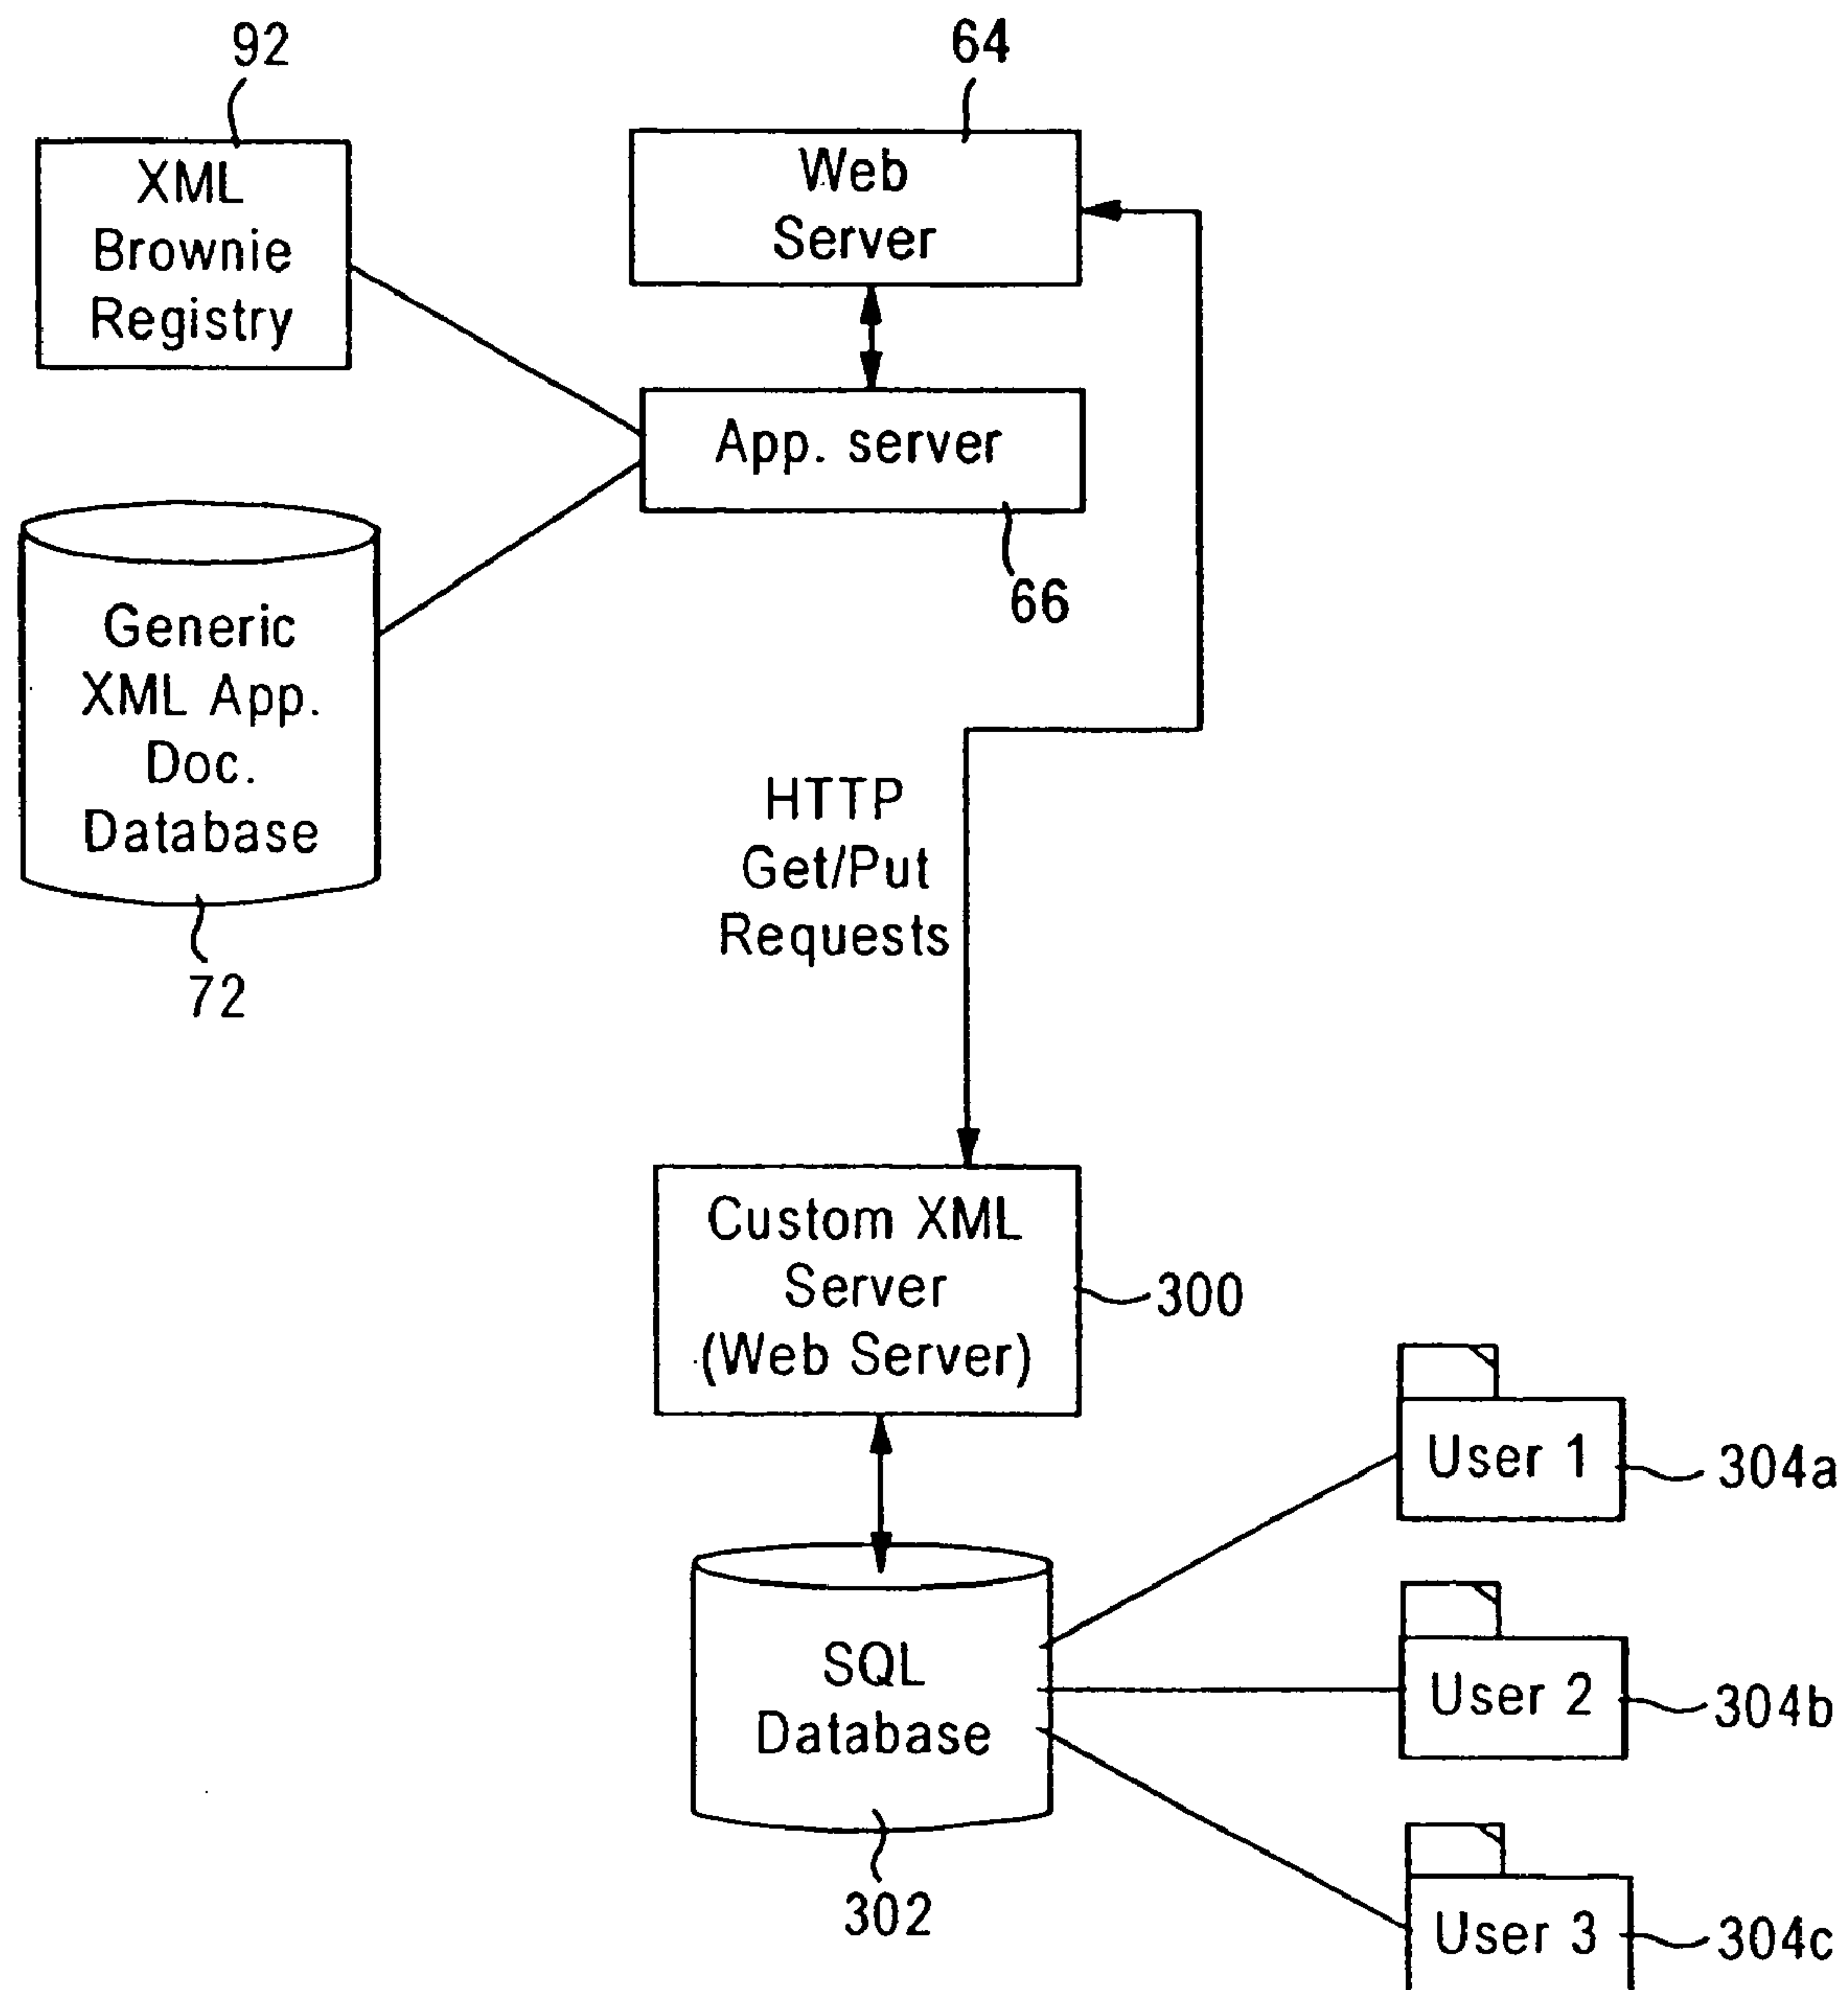 92
XML
Brownie
Registry
64
Web
Server
App. server
66
Generic
XML App.
Doc.
Database
72
HTTP
Get/Put
Requests
Custom XML
Server
(Web Server)
300
SQL
Database
302
User 1
304a
User 2
304b
User 3
304c